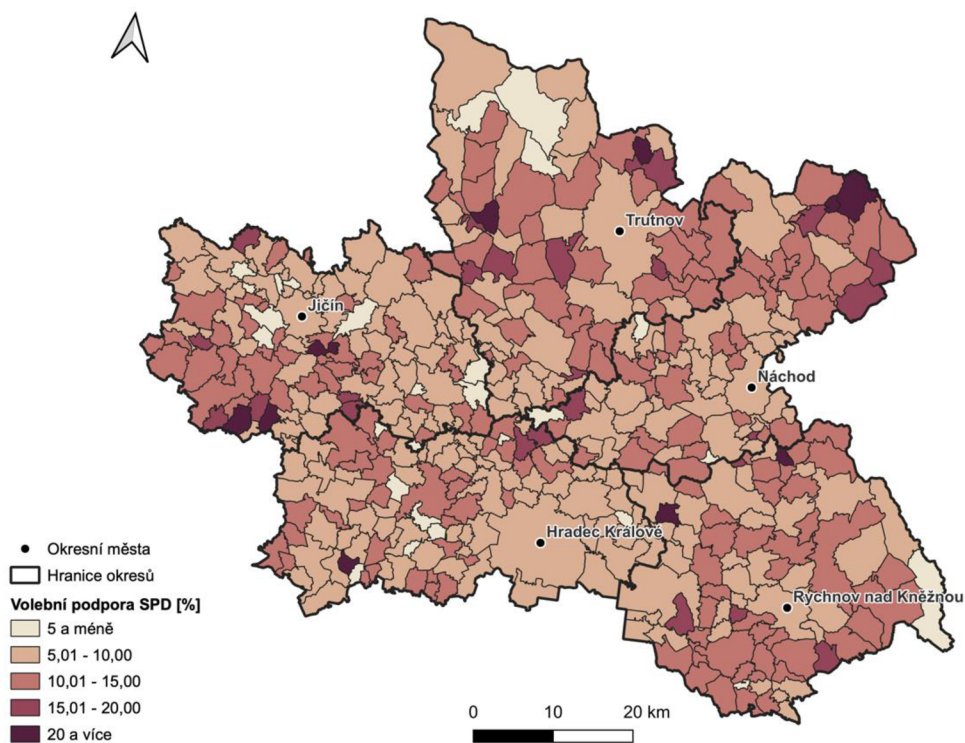 Trutnov
Jičín
Náchod
Hradec Králové
Rychnov nad Kněžnou
Okresní města
Hranice okresů
Volební podpora SPD [%]
5 a méně
5,01 - 10,00
10,01 - 15,00
15,01 - 20,00
20 a více
0 10 20 km